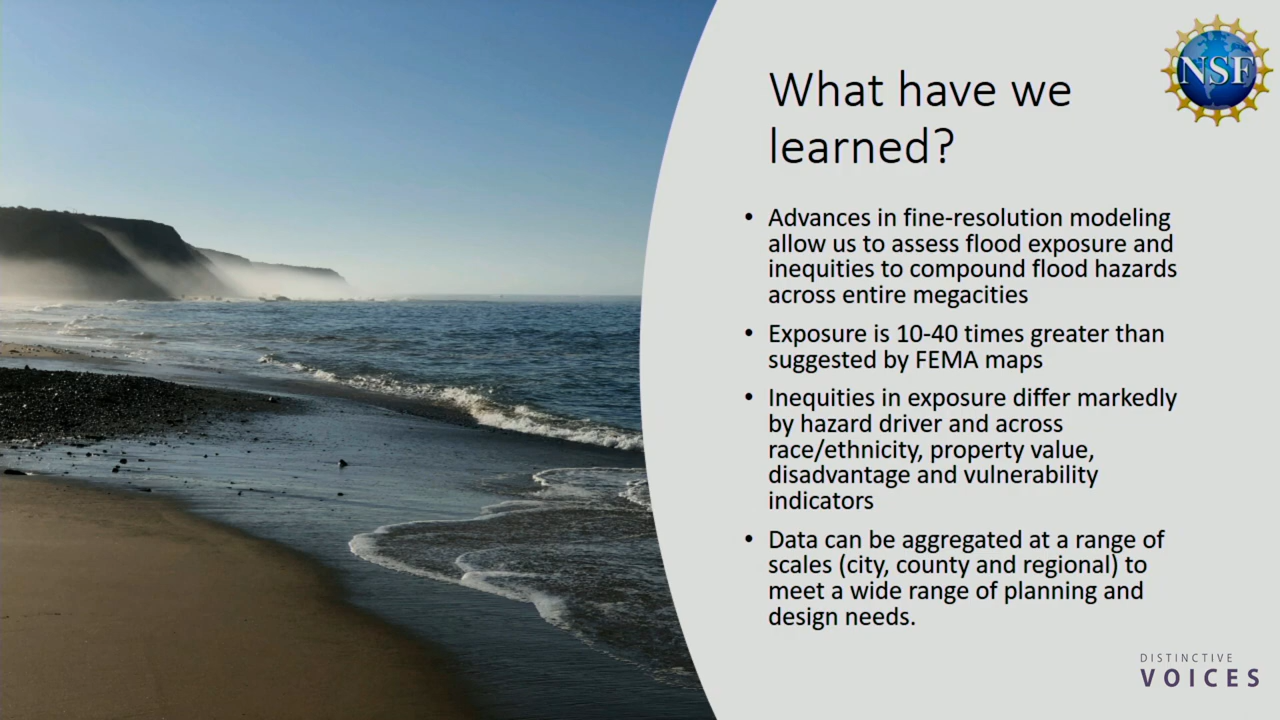 NSF
What have we
learned?
• Advances in fine-resolution modeling
allow us to assess flood exposure and
inequities to compound flood hazards
across entire megacities
• Exposure is 10-40 times greater than
suggested by FEMA maps
• Inequities in exposure differ markedly
by hazard driver and across
race/ethnicity, property value,
disadvantage and vulnerability
indicators
• Data can be aggregated at a range of
scales (city, county and regional) to
meet a wide range of planning and
design needs.
DISTINCTIVE
VOICES